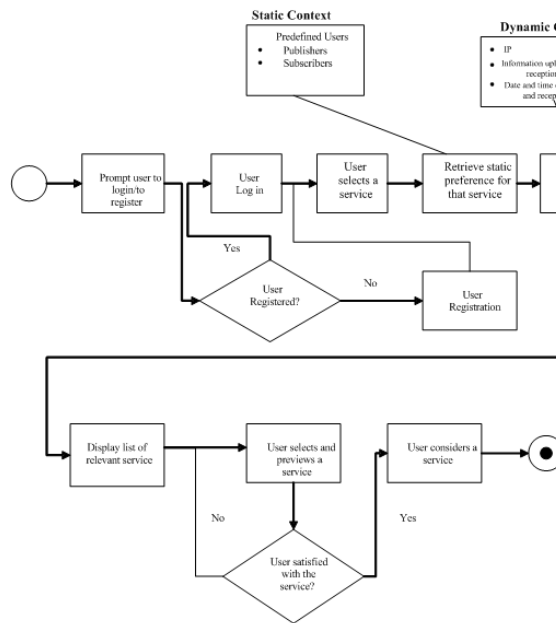 Static Context
Predefined Users
Publishers
Subscribers
Dynamic
IP
Information
reception
Date and time
and
Prompt user to
login/to
register
User
Log in
User
selects a
service
Retrieve static
preference for
that service
Yes
User
Registered?
No
User
Registration
Display list of
relevant service
User selects and
previews a
service
User considers a
service
No
User satisfied
with the
service?
Yes